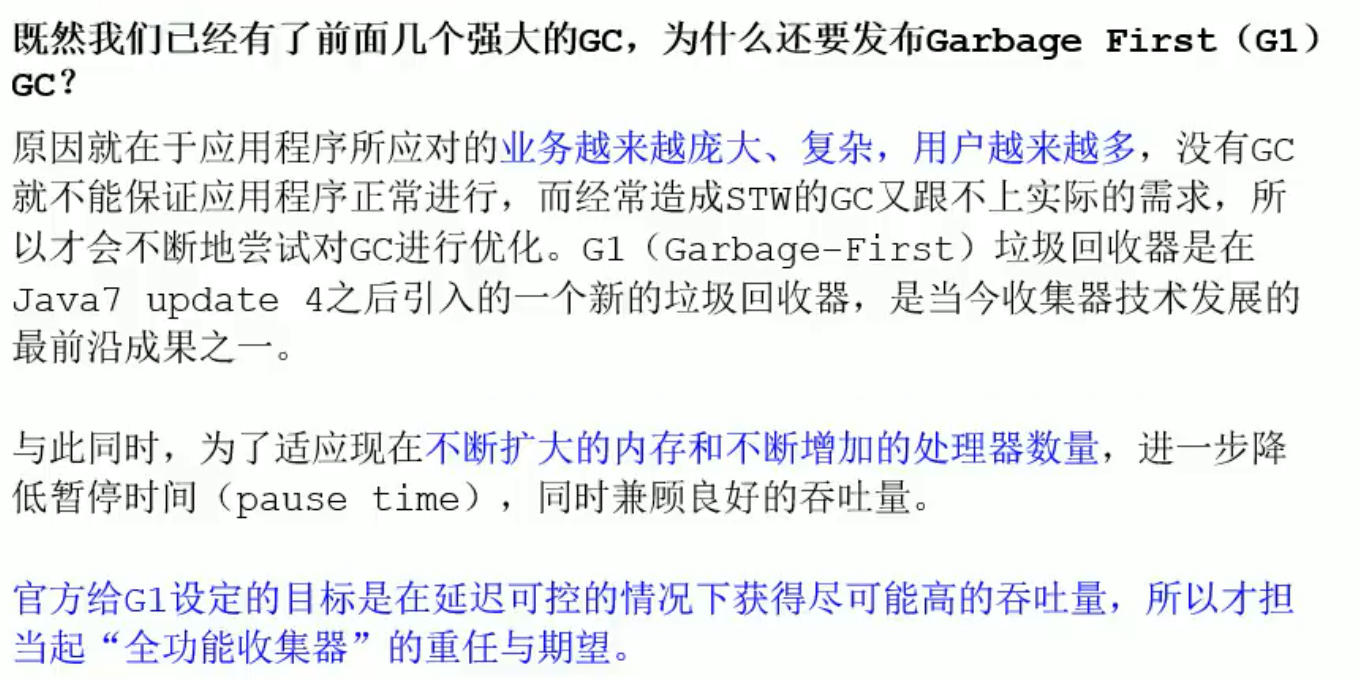 既然我们已经有了前面几个强大的GC，为什么还要发布Garbage First（G1）
GC？
原因就在于应用程序所应对的业务越来越庞大、复杂，用户越来越多，没有GC
就不能保证应用程序正常进行，而经常造成STW的GC又跟不上实际的需求，所
以才会不断地尝试对GC进行优化。G1（Garbage-First）垃圾回收器是在
Java7 update 4之后引入的一个新的垃圾回收器，是当今收集器技术发展的
最前沿成果之一。
与此同时，为了适应现在不断扩大的内存和不断增加的处理器数量，进一步降
低暂停时间（pause time），同时兼顾良好的吞吐量。
官方给G1设定的目标是在延迟可控的情况下获得尽可能高的吞吐量，所以才担
当起“全功能收集器”的重任与期望。